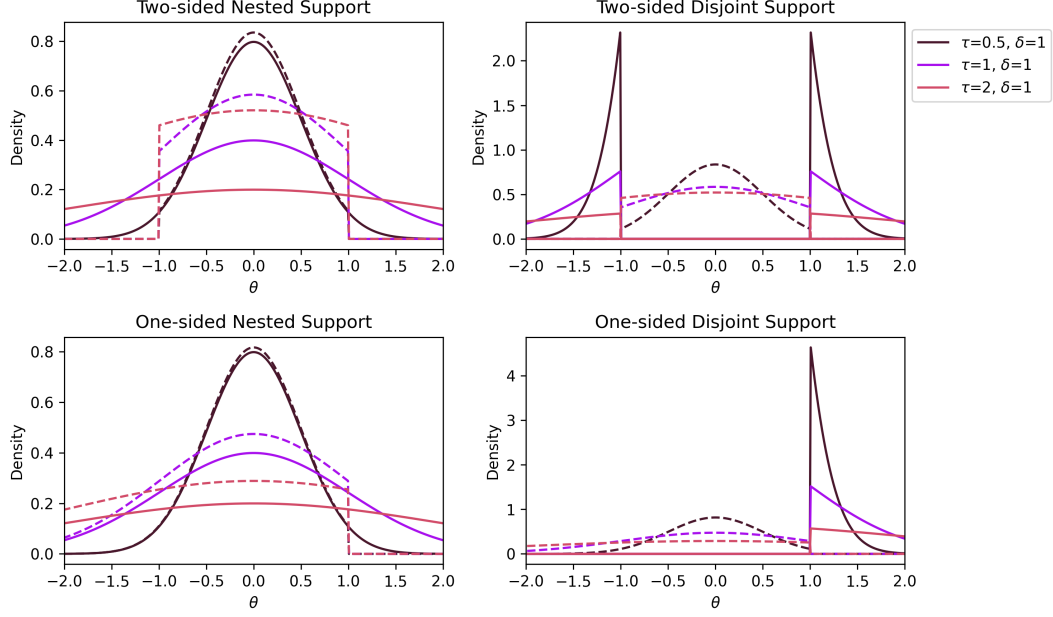 Two-sided Nested Support
Density
0.8
0.6
0.4
0.2
0.0
−2.0 −1.5 −1.0 −0.5 0.0 0.5 1.0 1.5 2.0
θ
Two-sided Disjoint Support
Density
2.0
1.5
1.0
0.5
0.0
−2.0 −1.5 −1.0 −0.5 0.0 0.5 1.0 1.5 2.0
θ
τ=0.5, δ=1
τ=1, δ=1
τ=2, δ=1
One-sided Nested Support
Density
0.8
0.6
0.4
0.2
0.0
−2.0 −1.5 −1.0 −0.5 0.0 0.5 1.0 1.5 2.0
θ
One-sided Disjoint Support
Density
4
3
2
1
0
−2.0 −1.5 −1.0 −0.5 0.0 0.5 1.0 1.5 2.0
θ